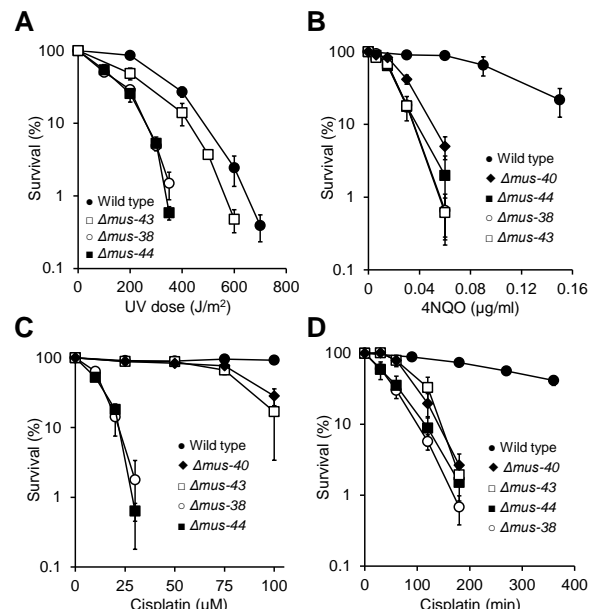 A
Survival (%)
100
10
1
0.1
Wild type
Δmus-43
Δmus-38
Δmus-44
0 200 400 600 800
UV dose (J/m²)
B
Survival (%)
100
10
1
0.1
Wild type
Δmus-40
Δmus-44
Δmus-38
Δmus-43
0 0.04 0.08 0.12 0.16
4NQO (µg/ml)
C
Survival (%)
100
10
1
0.1
Wild type
Δmus-40
Δmus-43
Δmus-38
Δmus-44
0 25 50 75 100
Cisplatin (µM)
D
Survival (%)
100
10
1
0.1
Wild type
Δmus-40
Δmus-43
Δmus-44
Δmus-38
0 100 200 300 400
Cisplatin (min)